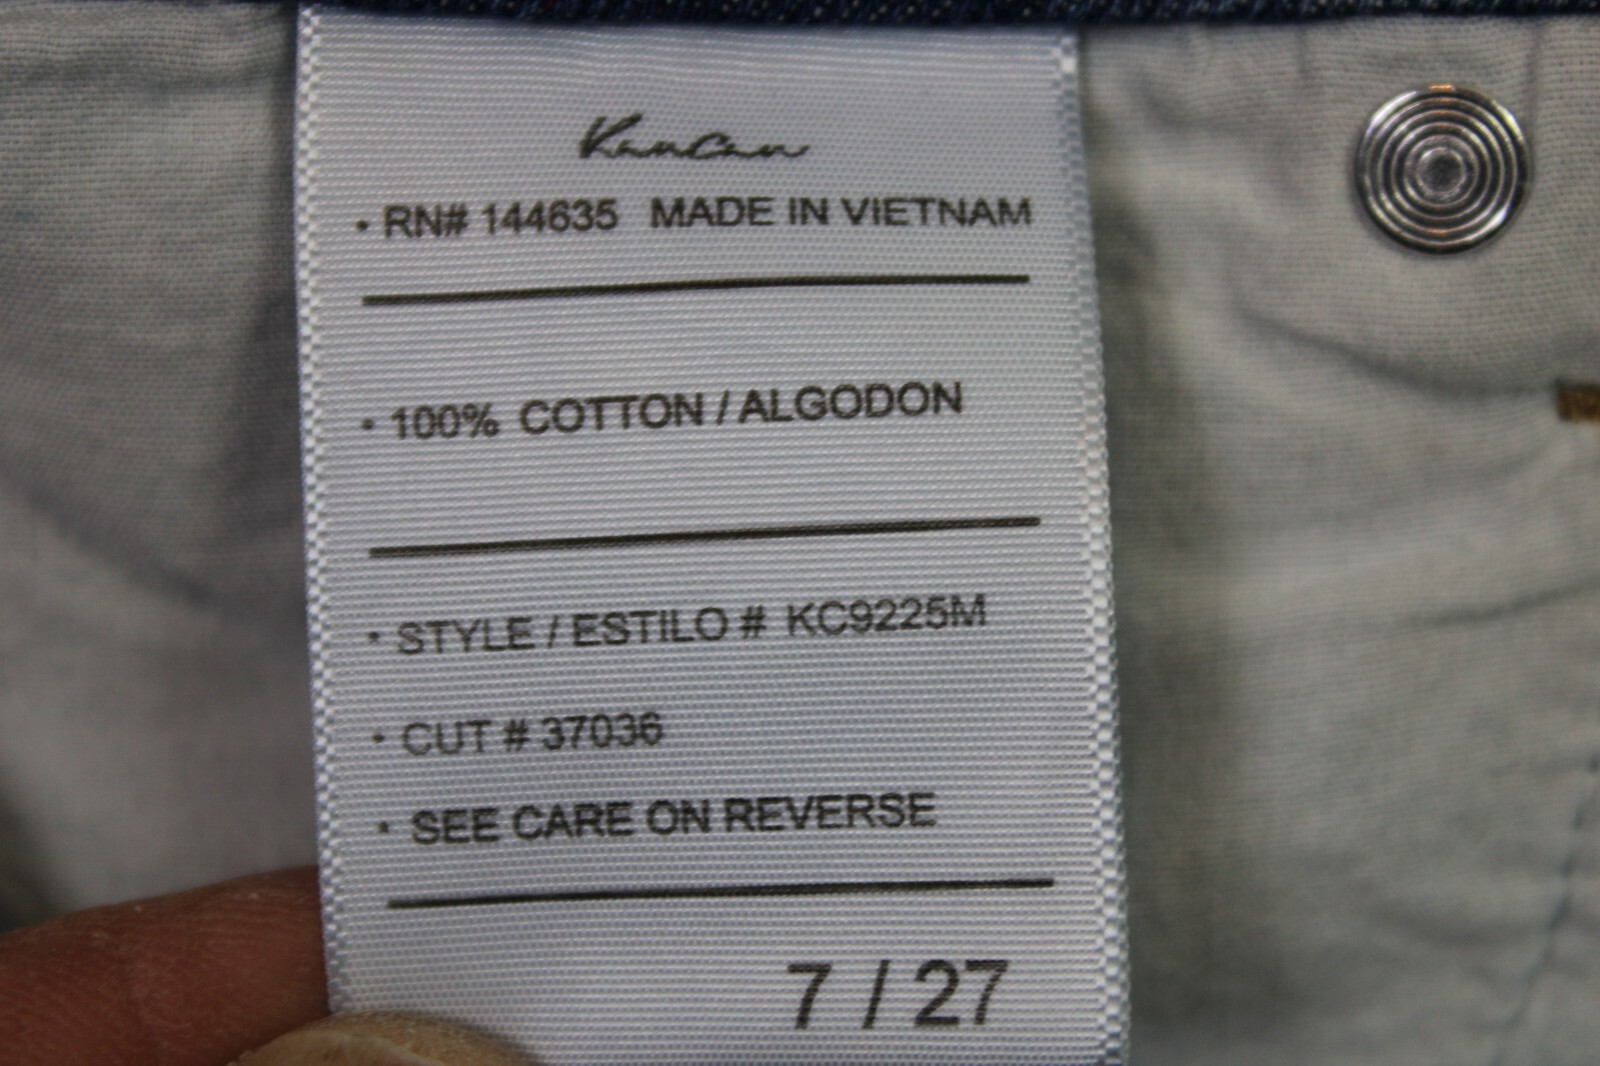 KanCan
• RN# 144635 MADE IN VIETNAM
• 100% COTTON / ALGODON
• STYLE / ESTILO # KC9225M
• CUT # 37036
• SEE CARE ON REVERSE
7 / 27